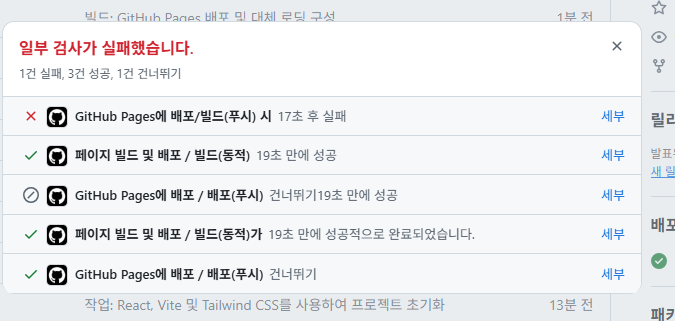 빌드: GitHub Pages 배포 및 대체 로딩 구성 1분 전
일부 검사가 실패했습니다.
1건 실패, 3건 성공, 1건 건너뛰기
GitHub Pages에 배포/빌드(푸시) 시 17초 후 실패 세부
페이지 빌드 및 배포 / 빌드(동적) 19초 만에 성공 세부
GitHub Pages에 배포 / 배포(푸시) 건너뛰기19초 만에 성공 세부
페이지 빌드 및 배포 / 빌드(동적)가 19초 만에 성공적으로 완료되었습니다. 세부
GitHub Pages에 배포 / 배포(푸시) 건너뛰기 세부
작업: React, Vite 및 Tailwind CSS를 사용하여 프로젝트 초기화 13분 전
릴리
발표된
새 릴
배포
패키